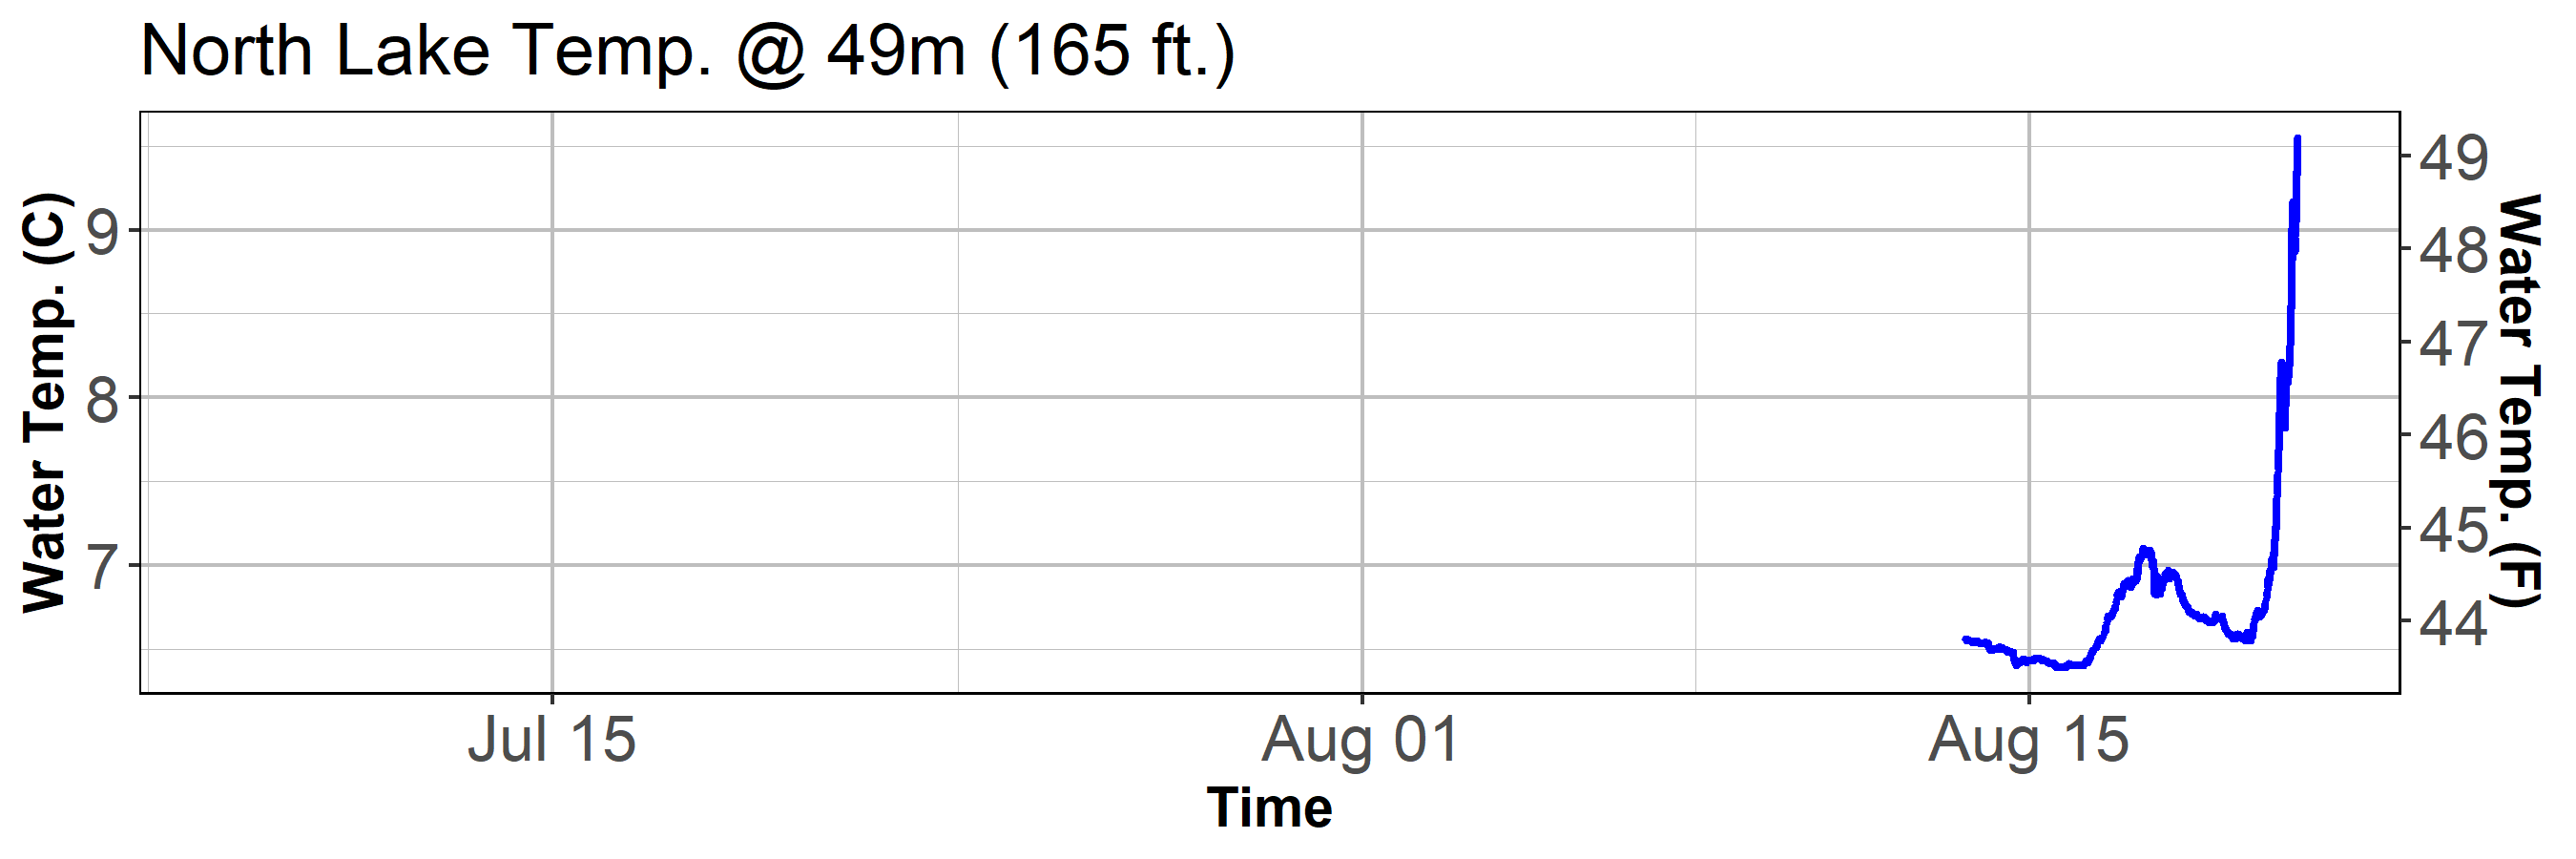 North Lake Temp. @ 49m (165 ft.)
Water Temp. (C)
9
8
7
49
48
47
46
45
44
Water Temp. (F)
Jul 15
Aug 01
Aug 15
Time